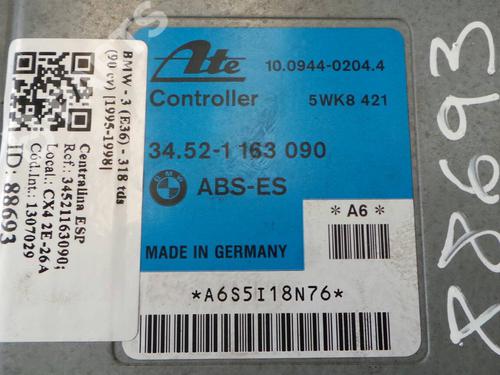 BMW - 3 (E36) - 318 tds
(90 cv) |1995-1998|
Centralina ESP
Ref.: 34521163090;
Local.: CX4 2E-26A
Cód.Int.: 1307029
ID: 88693
Ate
10.0944-0204.4
Controller
5WK8 421
34.52-1 163 090
BMW
ABS-ES
* A6 *
MADE IN GERMANY
*A6S5I18N76*
88693